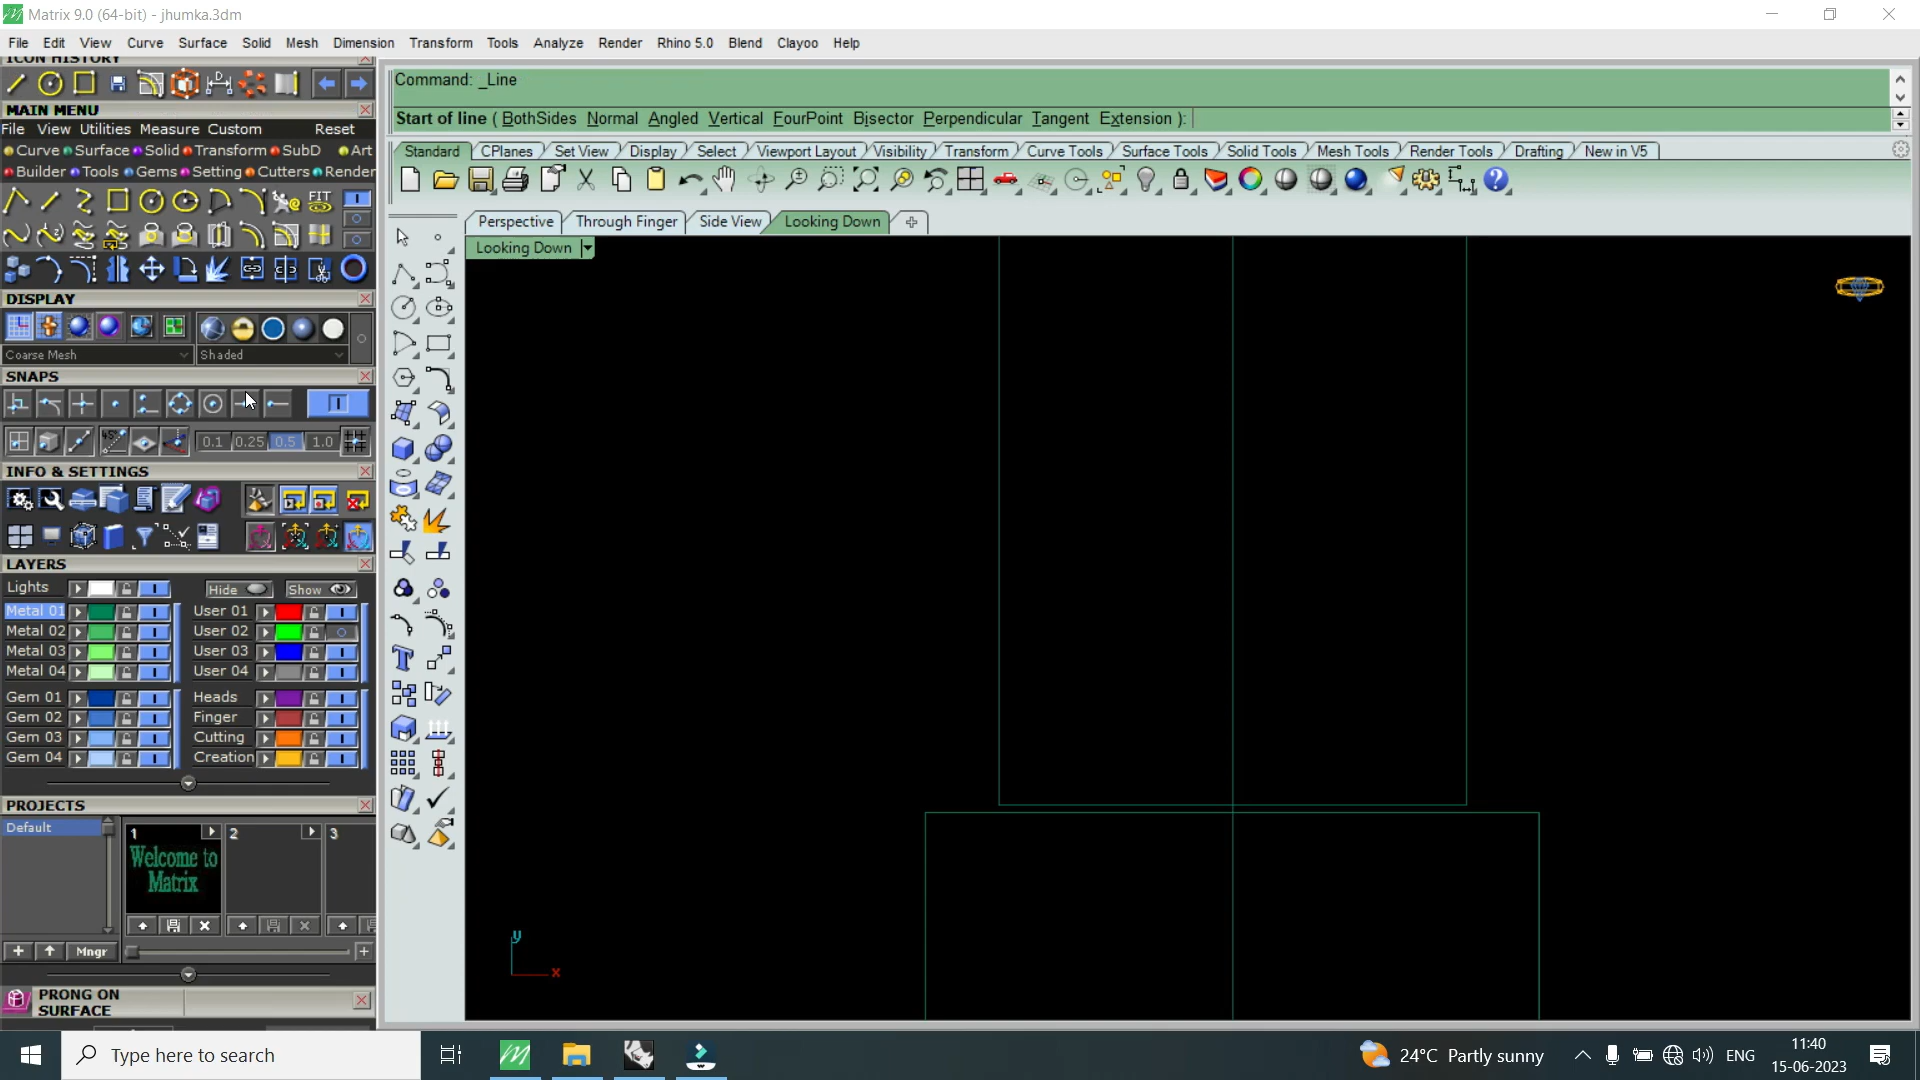 Matrix 9.0 (64-bit) - jhumka.3dm
File Edit View Curve Surface Solid Mesh Dimension Transform Tools Analyze Render Rhino 5.0 Blend Clayoo Help
ICON HISTORY
Command: _Line
Start of line ( BothSides Normal Angled Vertical FourPoint Bisector Perpendicular Tangent Extension ):
MAIN MENU
File View Utilities Measure Custom Reset
Curve Surface Solid Transform SubD Art
Builder Tools Gems Setting Cutters Render
FIT
Standard CPlanes Set View Display Select Viewport Layout Visibility Transform Curve Tools Surface Tools Solid Tools Mesh Tools Render Tools Drafting New in V5
Perspective Through Finger Side View Looking Down
Looking Down
DISPLAY
Coarse Mesh Shaded
SNAPS
0.1 0.25 0.5 1.0
INFO & SETTINGS
LAYERS
Lights Hide Show
Metal 01 User 01
Metal 02 User 02
Metal 03 User 03
Metal 04 User 04
Gem 01 Heads
Gem 02 Finger
Gem 03 Cutting
Gem 04 Creation
PROJECTS
Default 1 2 3
Welcome to
Matrix
Mngr
PRONG ON
SURFACE
y
x
Type here to search
24°C Partly sunny
ENG
11:40
15-06-2023